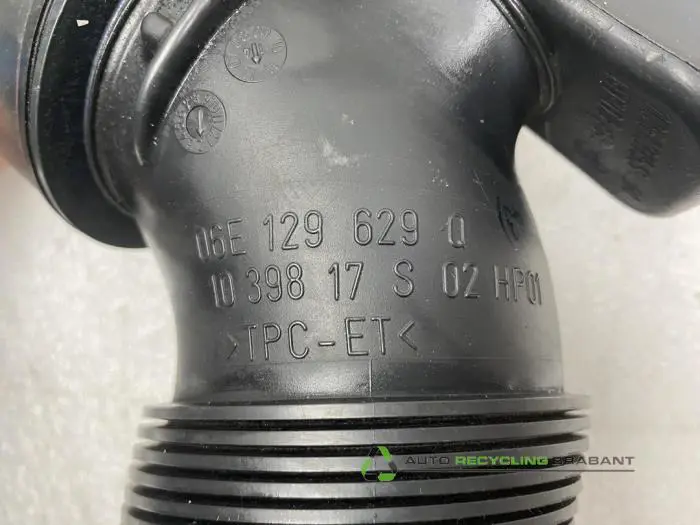 06E 129 629 Q
10 398 17 S 02 HP01
>TPC-ET<
AUTO RECYCLING BRABANT